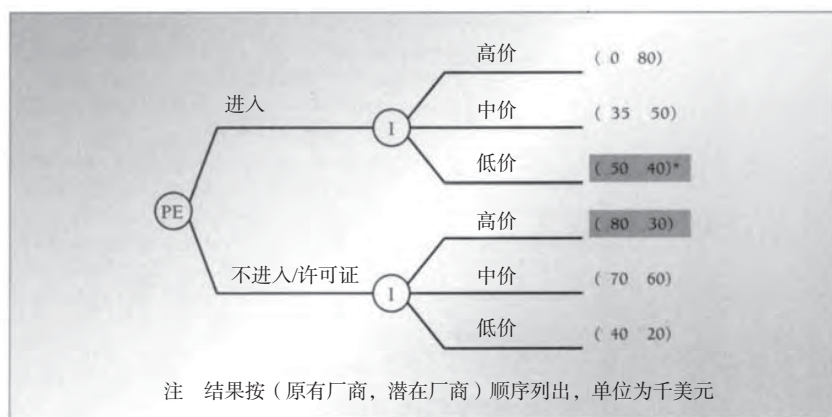 高价 ( 0 80)
进入
中价 ( 35 50)
I
低价 ( 50 40)*
PE
高价 ( 80 30)
不进入/许可证
I
中价 ( 70 60)
低价 ( 40 20)
注 结果按（原有厂商，潜在厂商）顺序列出，单位为千美元